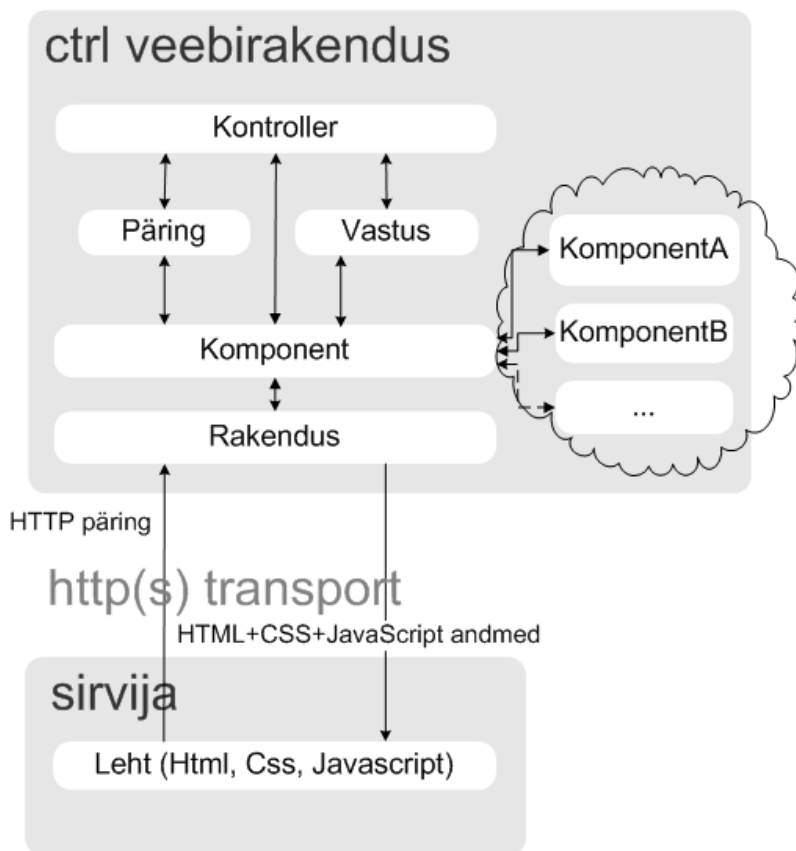 ctrl veebirakendus
Kontroller
Päring
Vastus
KomponentA
Komponent
KomponentB
...
Rakendus
HTTP päring
http(s) transport
HTML+CSS+JavaScript andmed
sirvija
Leht (Html, Css, Javascript)